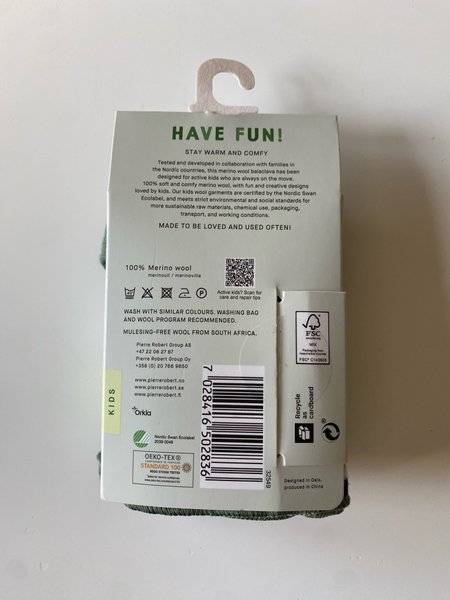 HAVE FUN!
STAY WARM AND COMFY
Tested and developed in collaboration with families in
the Nordic countries, this merino wool balaclava has been
designed for active kids who are always on the move.
100% soft and comfy merino wool, with fun and creative designs
loved by kids. Our kids wool garments are certified by the Nordic Swan
Ecolabel, and meets strict environmental and social standards for
more sustainable raw materials, chemical use, packaging,
transport, and working conditions.
MADE TO BE LOVED AND USED OFTEN!
100% Merino wool
merinoull / merinovilla
Active kids? Scan for
care and repair tips
WASH WITH SIMILAR COLOURS. WASHING BAG
AND WOOL PROGRAM RECOMMENDED.
MULESING-FREE WOOL FROM SOUTH AFRICA.
Pierre Robert Group AS
+47 22 06 27 87
Pierre Robert Group Oy
+358 (0) 20 766 9650
www.pierrerobert.no
www.pierrerobert.se
www.pierrerobert.fi
KIDS
Orkla
Nordic Swan Ecolabel
OEKO-TEX®
STANDARD 100
7028416502836
32549
FSC
MIX
Packaging from
responsible sources
Recycle
as
cardboard
Designed in Oslo,
produced in China